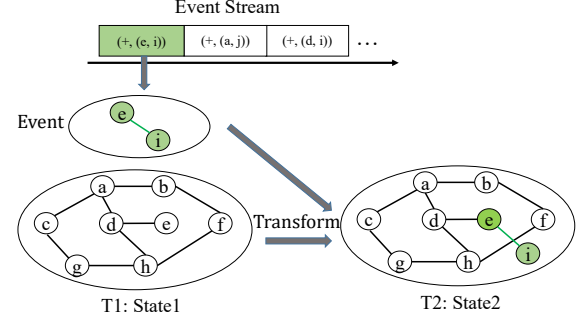 Event Stream
(+, (e, i)) (+, (a, j)) (+, (d, i)) ...
Event
e
i
a b
c d e f
g h
T1: State1
Transform
a b
c d e f
g h i
T2: State2